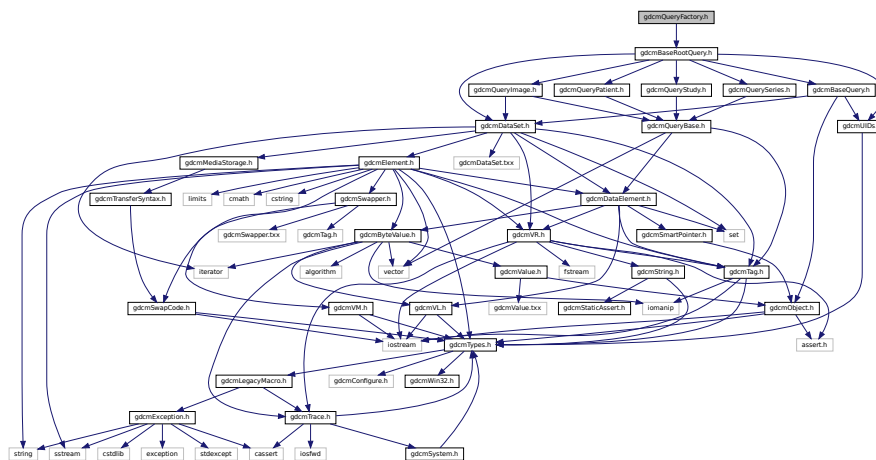 gdcmQueryFactory.h
gdcmBaseRootQuery.h
gdcmQueryImage.h
gdcmQueryPatient.h
gdcmQueryStudy.h
gdcmQuerySeries.h
gdcmBaseQuery.h
gdcmDataSet.h
gdcmQueryBase.h
gdcmUIDs
gdcmMediaStorage.h
gdcmElement.h
gdcmDataSet.txx
gdcmTransferSyntax.h
limits
cmath
cstring
gdcmSwapper.h
gdcmDataElement.h
gdcmSwapper.txx
gdcmTag.h
gdcmByteValue.h
gdcmVR.h
gdcmSmartPointer.h
set
iterator
algorithm
vector
gdcmValue.h
fstream
gdcmString.h
gdcmTag.h
gdcmSwapCode.h
gdcmVM.h
gdcmVL.h
gdcmValue.txx
gdcmStaticAssert.h
iomanip
gdcmObject.h
iostream
gdcmTypes.h
assert.h
gdcmLegacyMacro.h
gdcmConfigure.h
gdcmWin32.h
gdcmException.h
gdcmTrace.h
string
sstream
cstdlib
exception
stdexcept
cassert
iosfwd
gdcmSystem.h